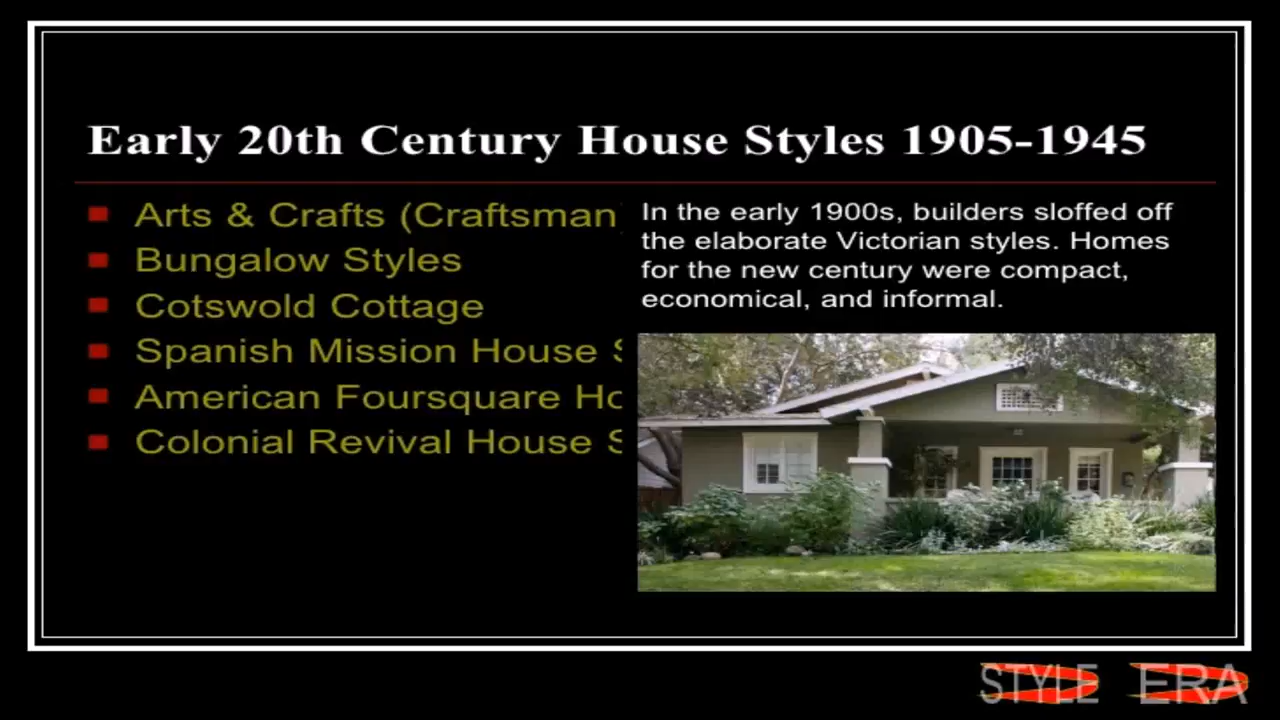 Early 20th Century House Styles 1905-1945
Arts & Crafts (Craftsman)
Bungalow Styles
Cotswold Cottage
Spanish Mission House S
American Foursquare Ho
Colonial Revival House S
In the early 1900s, builders sloffed off
the elaborate Victorian styles. Homes
for the new century were compact,
economical, and informal.
STYLE ERA